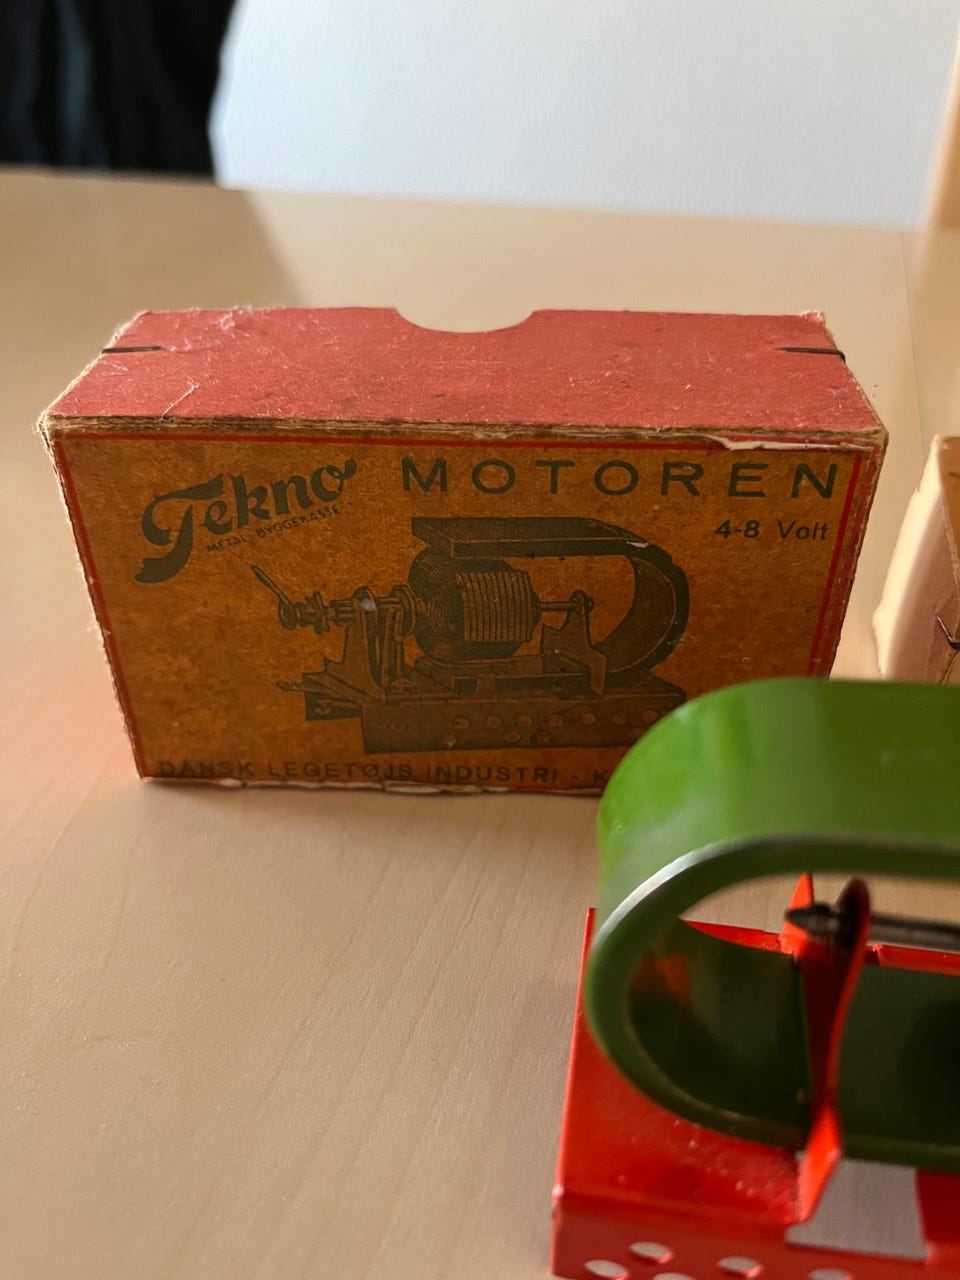 Tekno MOTOREN
METAL BYGGEKASSE
4-8 Volt
DANSK LEGETØJS INDUSTRI - K